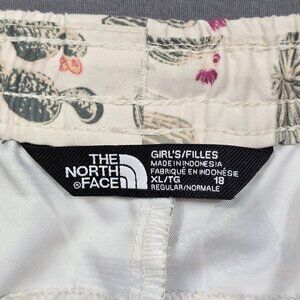 THE
NORTH
FACE
®
GIRL'S/FILLES
MADE IN INDONESIA
FABRIQUÉ EN INDONÉSIE
XL/TG 18
REGULAR/NORMALE